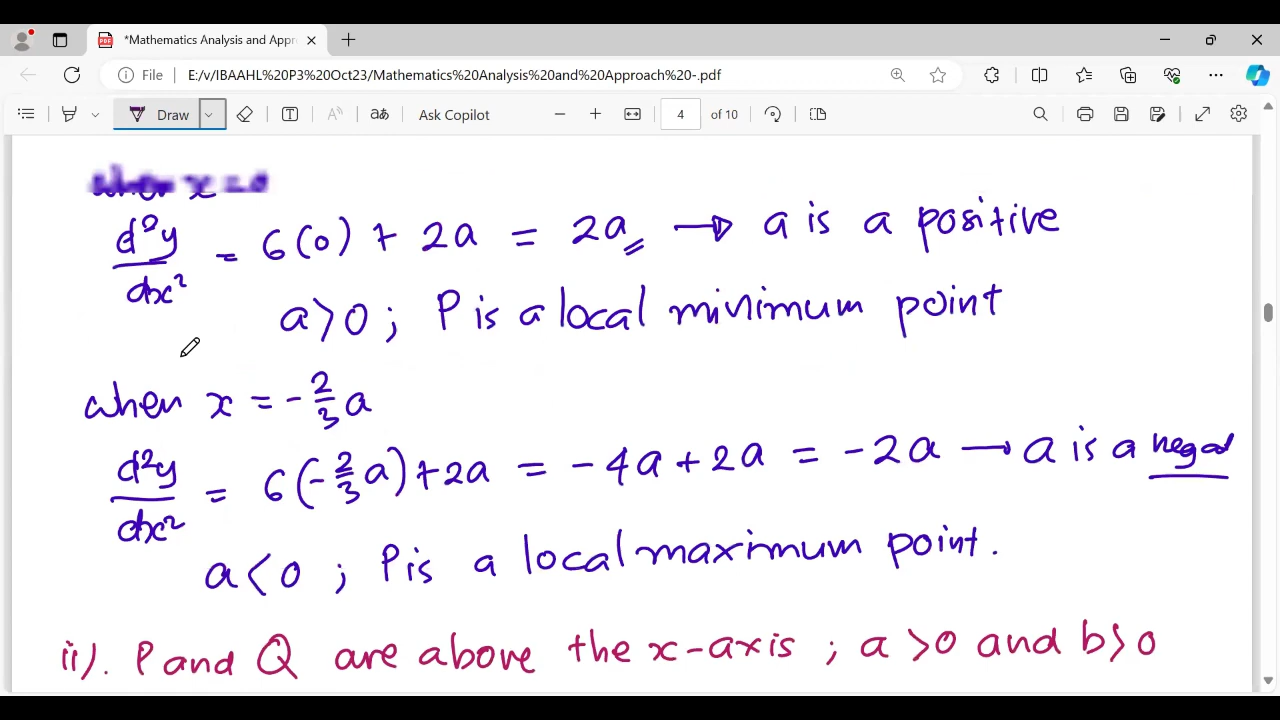 *Mathematics Analysis and Appr
File E:/v/IBAAHL%20P3%20Oct23/Mathematics%20Analysis%20and%20Approach%20-.pdf
Draw Ask Copilot 4 of 10
when x = 0
d²y/dx² = 6(0) + 2a = 2a → a is a positive
a > 0 ; P is a local minimum point
when x = -2/3 a
d²y/dx² = 6(-2/3 a) + 2a = -4a + 2a = -2a → a is a negat
a < 0 ; P is a local maximum point.
ii). P and Q are above the x-axis ; a > 0 and b > 0